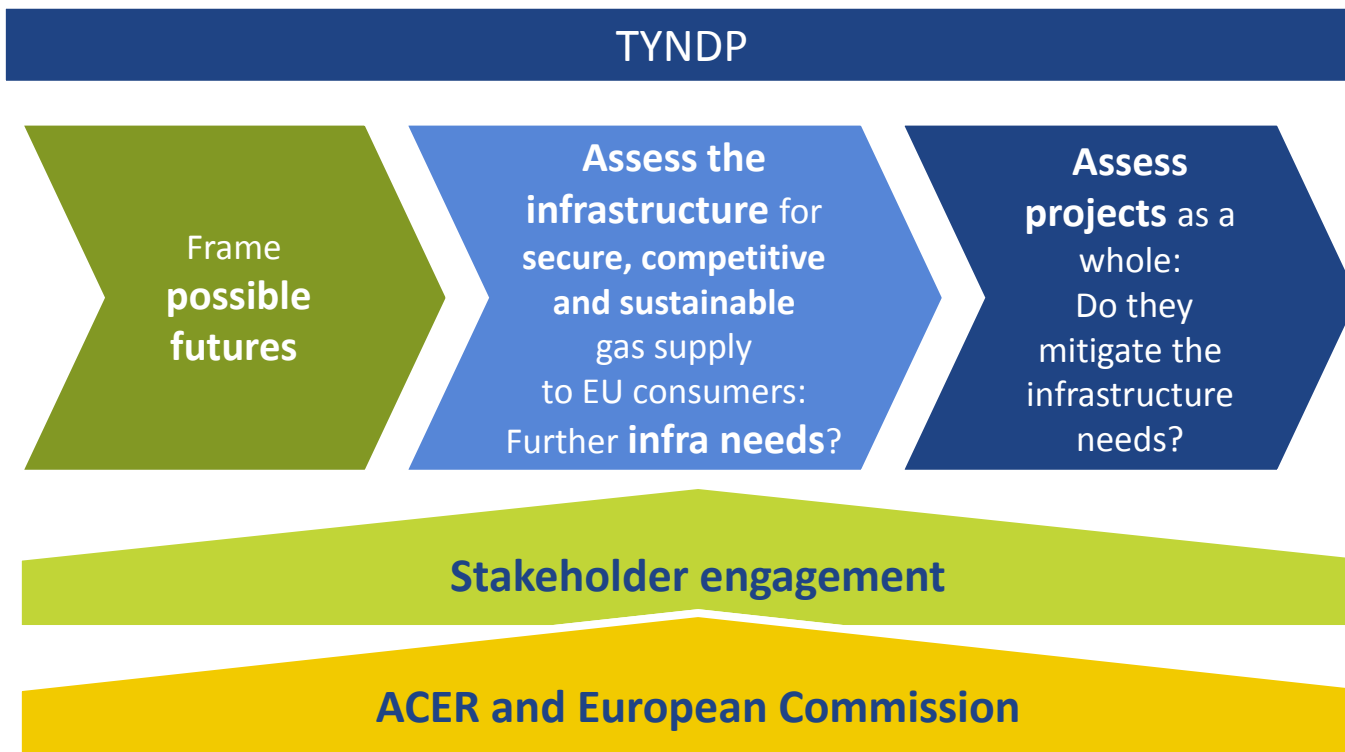 TYNDP
Frame
possible
futures
Assess the
infrastructure for
secure, competitive
and sustainable
gas supply
to EU consumers:
Further infra needs?
Assess
projects as a
whole:
Do they
mitigate the
infrastructure
needs?
Stakeholder engagement
ACER and European Commission